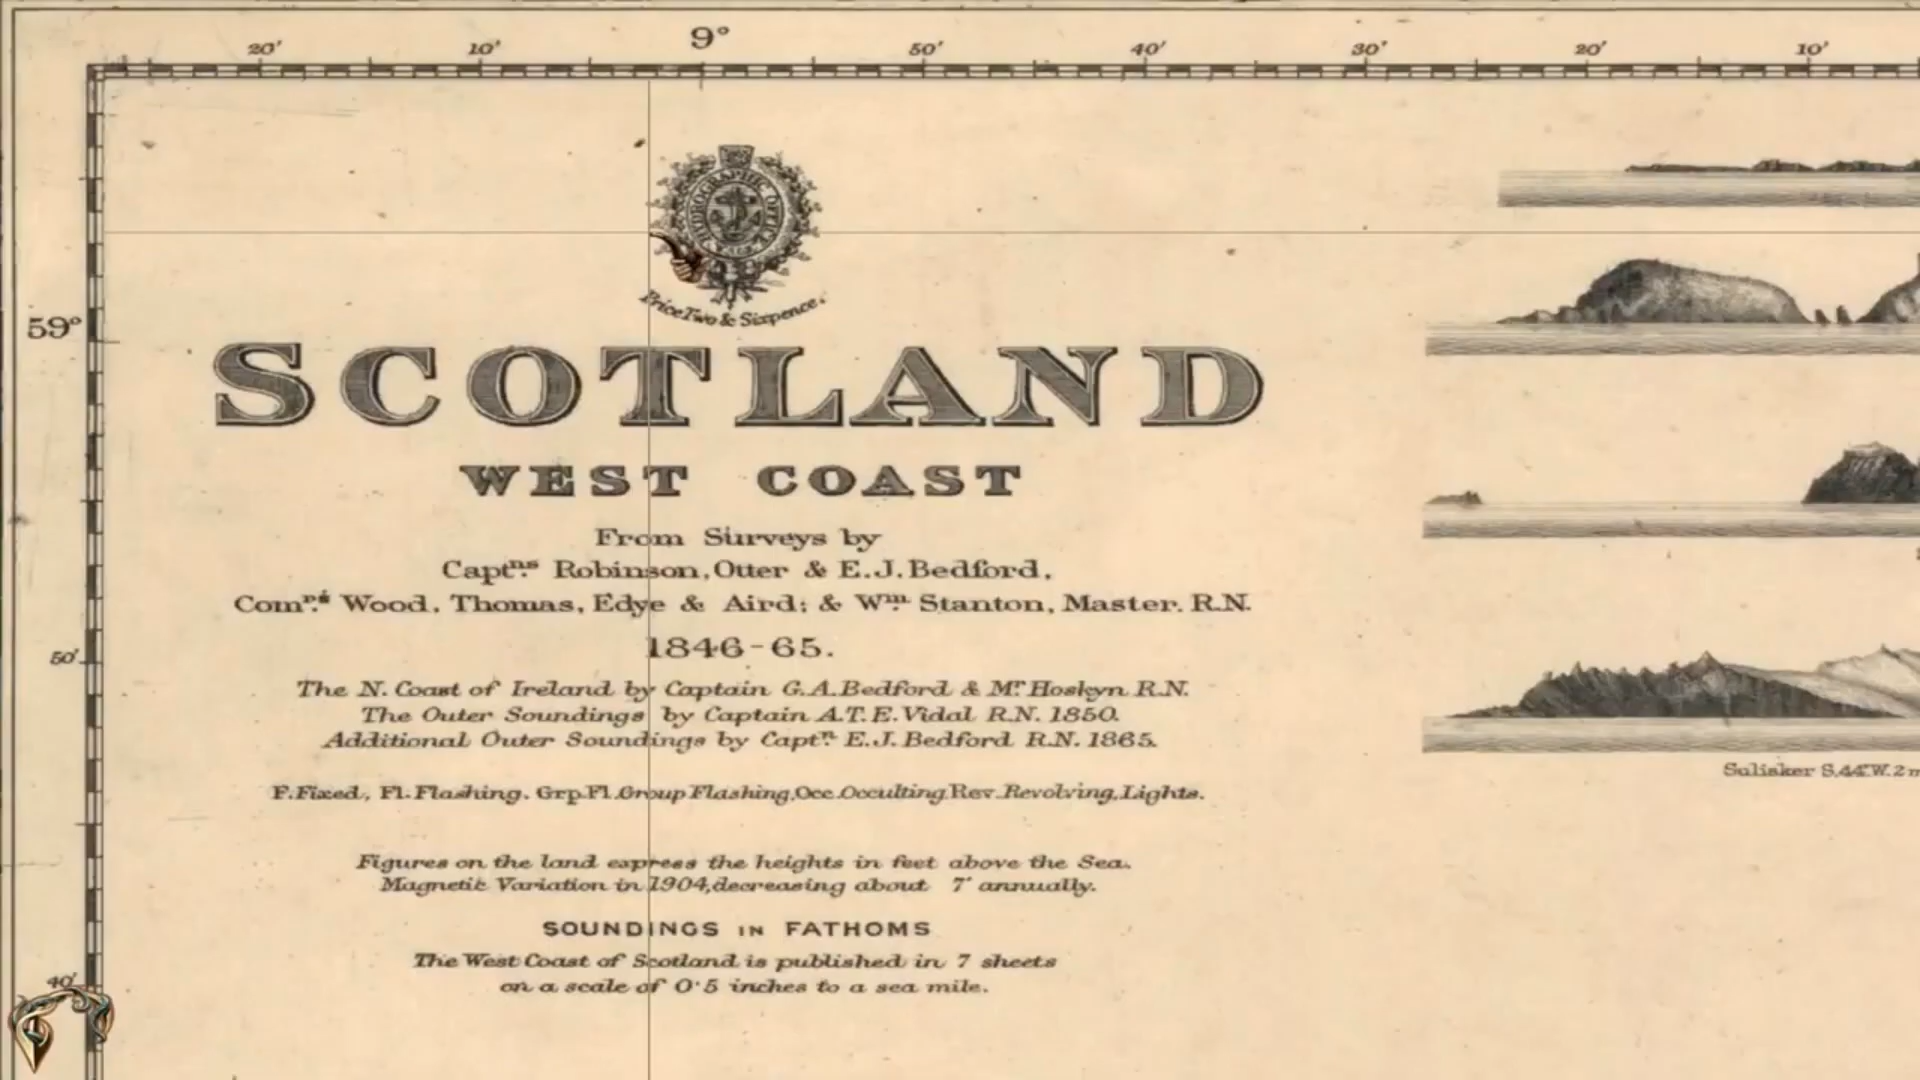 20' 10' 9° 50' 40' 30' 20' 10'
HYDROGRAPHIC OFFICE
Price Two & Sixpence.
59°
SCOTLAND
WEST COAST
From Surveys by
Captns. Robinson, Otter & E.J. Bedford,
Comrs. Wood, Thomas, Edye & Aird; & Wm. Stanton, Master. R.N.
1846-65.
50'
The N. Coast of Ireland by Captain G.A. Bedford & Mr. Hoskyn R.N.
The Outer Soundings by Captain A.T.E. Vidal R.N. 1850.
Additional Outer Soundings by Captn. E.J. Bedford R.N. 1865.
Sulisker S.44°W. 2
F. Fixed, Fl. Flashing. Grp.Fl. Group Flashing, Occ. Occulting Rev. Revolving, Lights.
Figures on the land express the heights in feet above the Sea.
Magnetic Variation in 1904, decreasing about 7' annually.
SOUNDINGS IN FATHOMS
The West Coast of Scotland is published in 7 sheets
on a scale of 0·5 inches to a sea mile.
40'